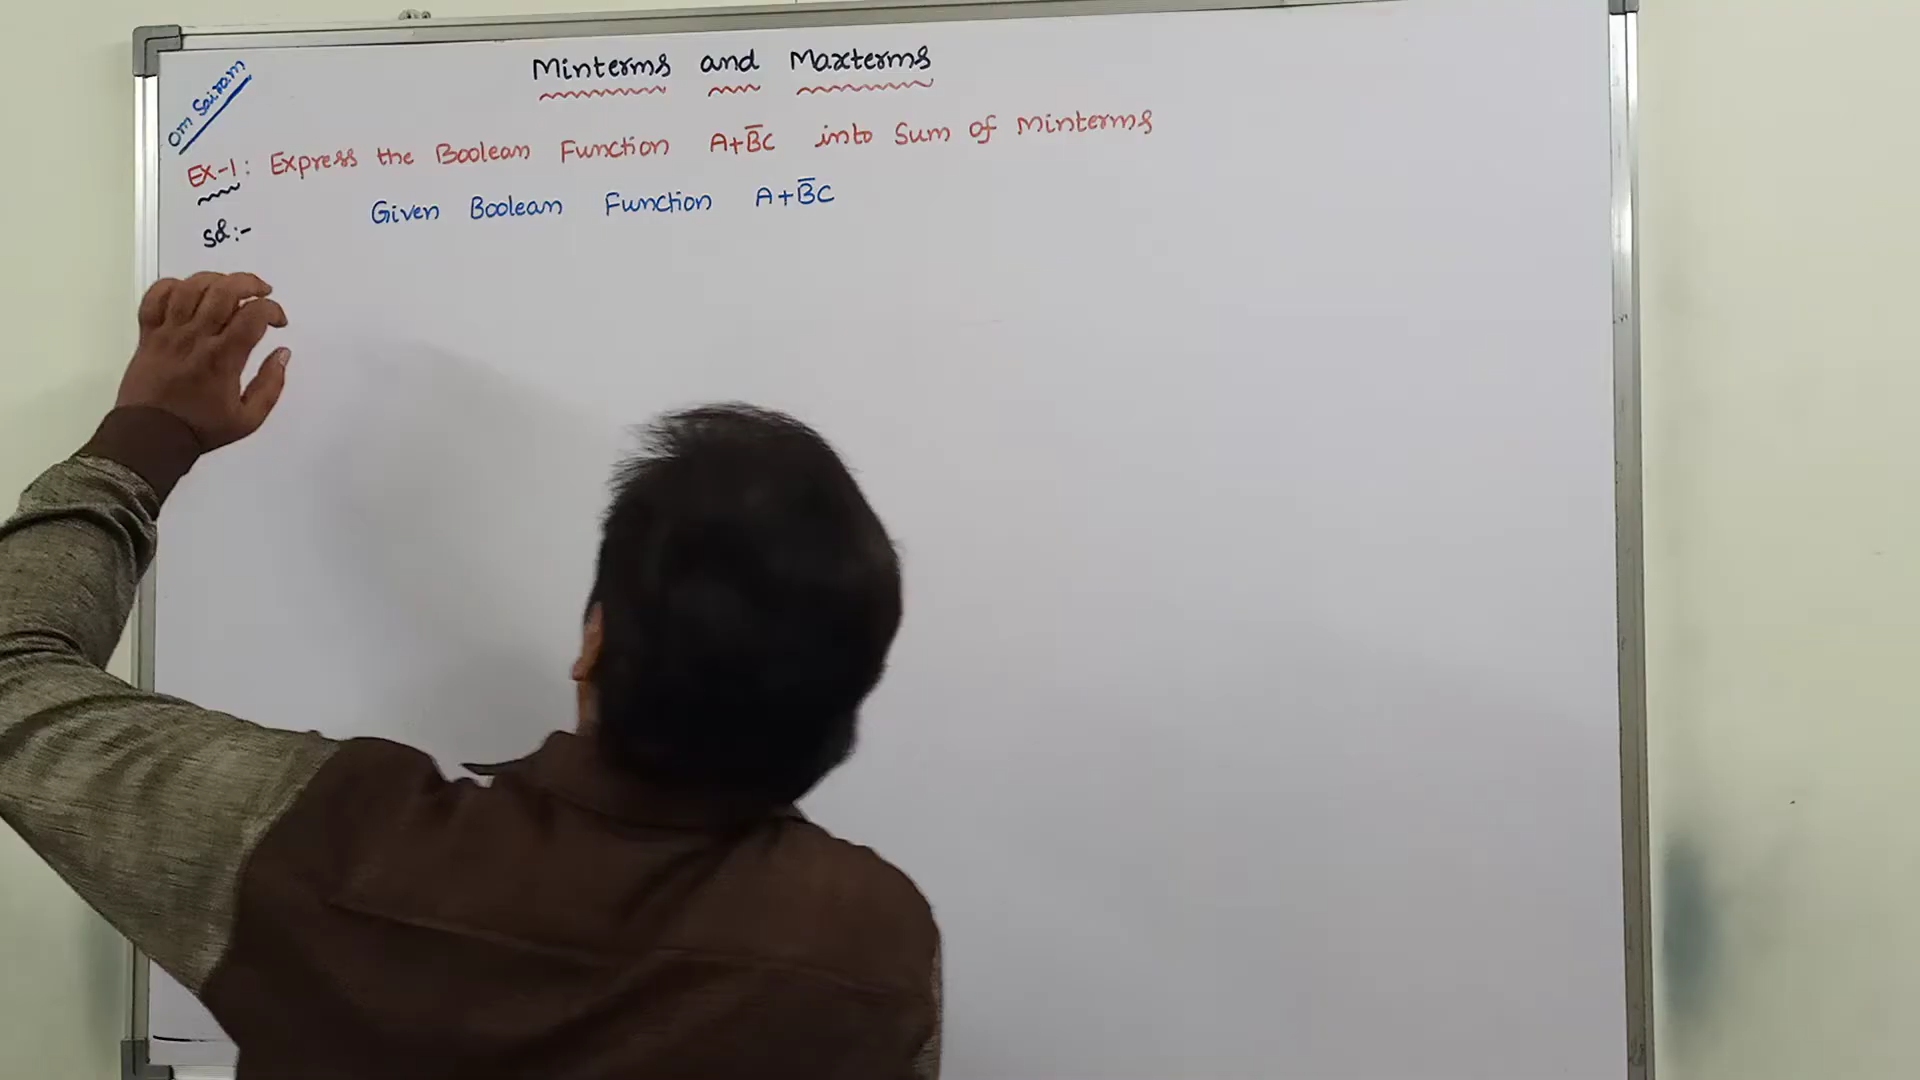 Om Sairam
Minterms and Maxterms
EX-1: Express the Boolean Function A+B̅C into Sum of Minterms
Sol:- Given Boolean Function A+B̅C